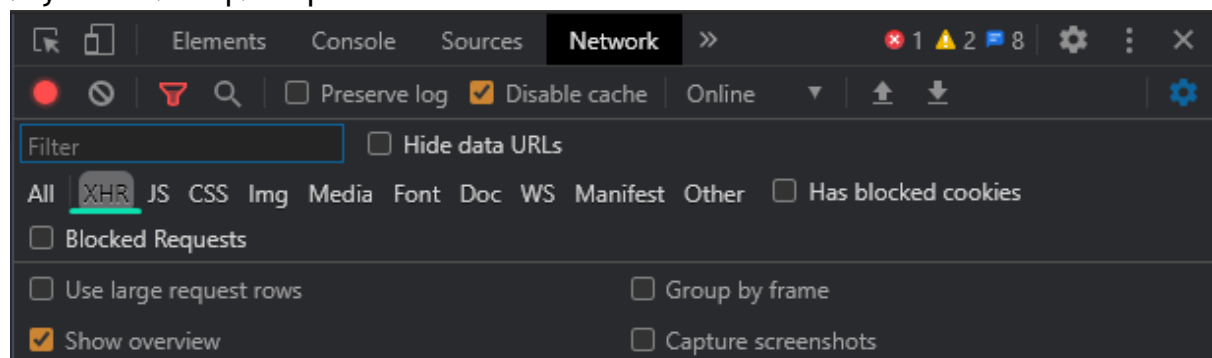 Elements Console Sources Network » 1 2 8
Preserve log Disable cache Online
Filter Hide data URLs
All XHR JS CSS Img Media Font Doc WS Manifest Other Has blocked cookies
Blocked Requests
Use large request rows Group by frame
Show overview Capture screenshots